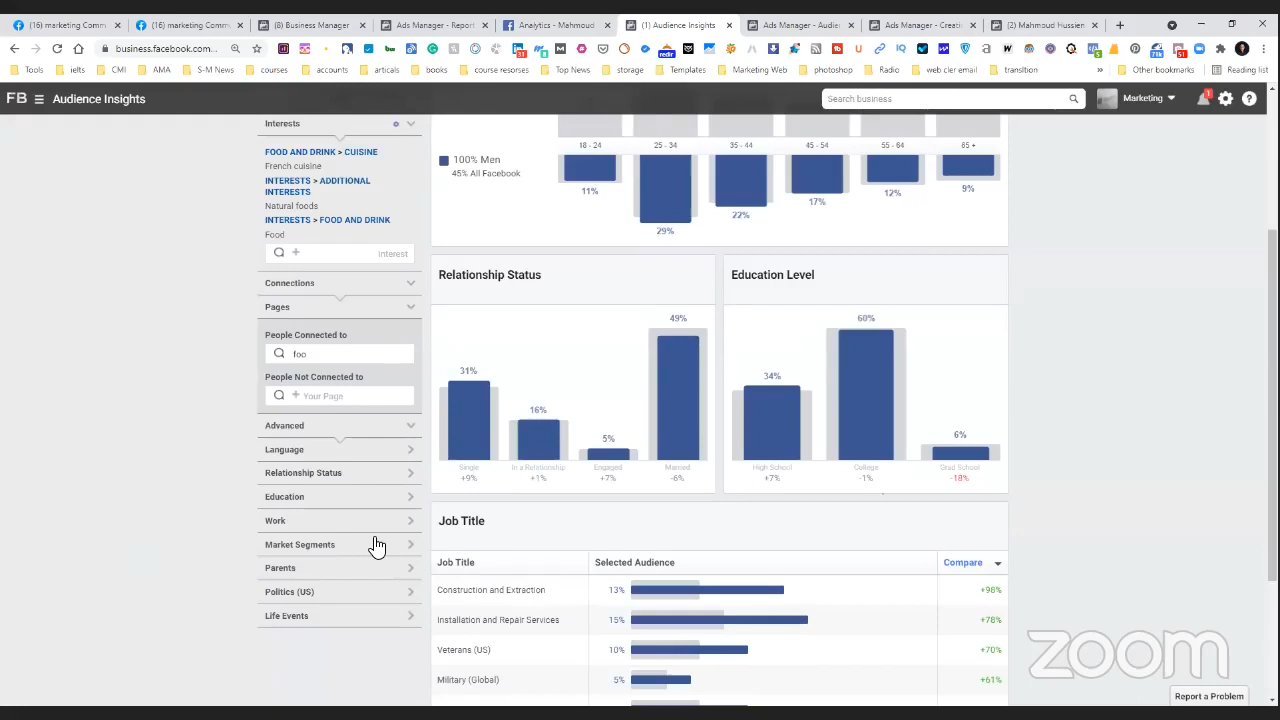 (16) marketing Comm
(16) marketing Comm
(8) Business Manager
Ads Manager - Repor
Analytics - Mahmoud
(1) Audience Insights
Ads Manager - Audie
Ads Manager - Creati
(2) Mahmoud Hussien
business.facebook.com...
Tools
ielts
CMI
AMA
S-M News
courses
accounts
articals
books
course resorses
Top News
storage
Templates
Marketing Web
photoshop
Radio
web cler email
transltion
Other bookmarks
Reading list
FB
Audience Insights
Search business
Marketing
1
Interests
FOOD AND DRINK > CUISINE
French cuisine
INTERESTS > ADDITIONAL
INTERESTS
Natural foods
INTERESTS > FOOD AND DRINK
Food
+ interest
Connections
Pages
People Connected to
foo
People Not Connected to
+ Your Page
Advanced
Language
Relationship Status
Education
Work
Market Segments
Parents
Politics (US)
Life Events
18 - 24
25 - 34
35 - 44
45 - 54
55 - 64
65 +
100% Men
45% All Facebook
11%
29%
22%
17%
12%
9%
Relationship Status
31%
16%
5%
49%
Single
In a Relationship
Engaged
Married
+9%
+1%
+7%
-6%
Education Level
34%
60%
6%
High School
College
Grad School
+7%
-1%
-18%
Job Title
Job Title
Selected Audience
Compare
Construction and Extraction
13%
+98%
Installation and Repair Services
15%
+78%
Veterans (US)
10%
+70%
Military (Global)
5%
+61%
zoom
Report a Problem